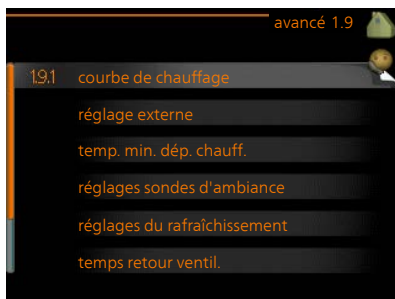 avancé 1.9
1.9.1 courbe de chauffage
réglage externe
temp. min. dép. chauff.
réglages sondes d'ambiance
réglages du rafraîchissement
temps retour ventil.